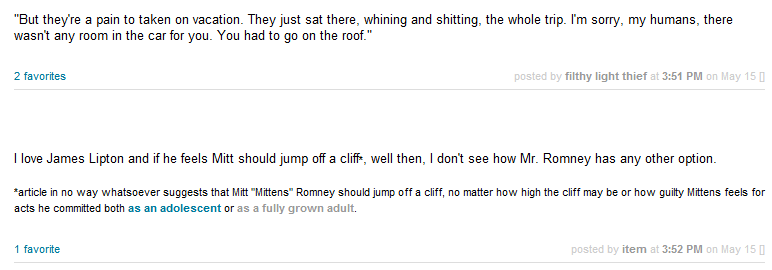 "But they're a pain to taken on vacation. They just sat there, whining and shitting, the whole trip. I'm sorry, my humans, there
wasn't any room in the car for you. You had to go on the roof."
2 favorites
posted by filthy light thief at 3:51 PM on May 15 []
I love James Lipton and if he feels Mitt should jump off a cliff*, well then, I don't see how Mr. Romney has any other option.
*article in no way whatsoever suggests that Mitt "Mittens" Romney should jump off a cliff, no matter how high the cliff may be or how guilty Mittens feels for
acts he committed both as an adolescent or as a fully grown adult.
1 favorite
posted by item at 3:52 PM on May 15 []